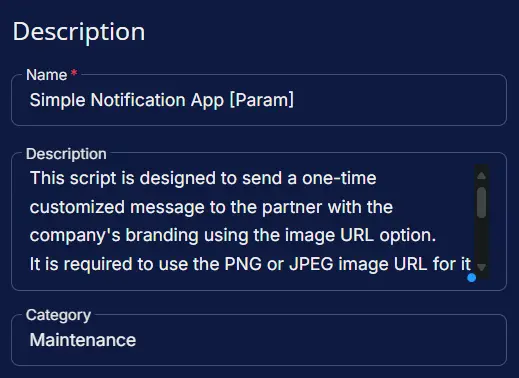 Description
Name *
Simple Notification App [Param]
Description
This script is designed to send a one-time
customized message to the partner with the
company's branding using the image URL option.
It is required to use the PNG or JPEG image URL for it
Category
Maintenance